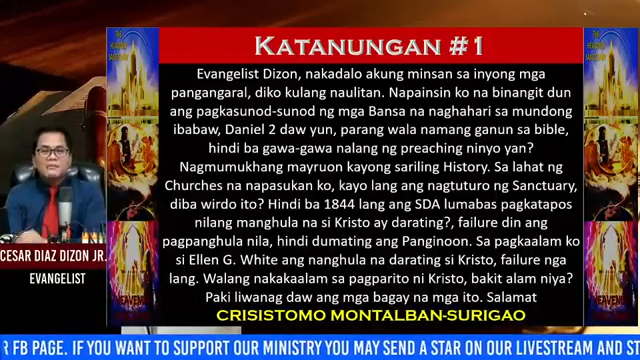 KATANUNGAN #1
Evangelist Dizon, nakadalo akung minsan sa inyong mga
pangangaral, diko kulang naulitan. Napainsin ko na binangit dun
ang pagkasunod-sunod ng mga Bansa na naghahari sa mundong
ibabaw, Daniel 2 daw yun, parang wala namang ganun sa bible,
hindi ba gawa-gawa nalang ng preaching ninyo yan?
Nagmumukhang mayruon kayong sariling History. Sa lahat ng
Churches na napasukan ko, kayo lang ang nagtuturo ng Sanctuary,
diba wirdo ito? Hindi ba 1844 lang ang SDA lumabas pagkatapos
nilang manghula na si Kristo ay darating?, failure din ang
pagpanghula nila, hindi dumating ang Panginoon. Sa pagkaalam ko
si Ellen G. White ang nanghula na darating si Kristo, failure nga
lang. Walang nakakaalam sa pagparito ni Kristo, bakit alam niya?
Paki liwanag daw ang mga bagay na mga ito. Salamat
CRISISTOMO MONTALBAN-SURIGAO
CESAR DIAZ DIZON JR.
EVANGELIST
R FB PAGE. IF YOU WANT TO SUPPORT OUR MINISTRY YOU MAY SEND A STAR ON OUR LIVESTREAM AND ST